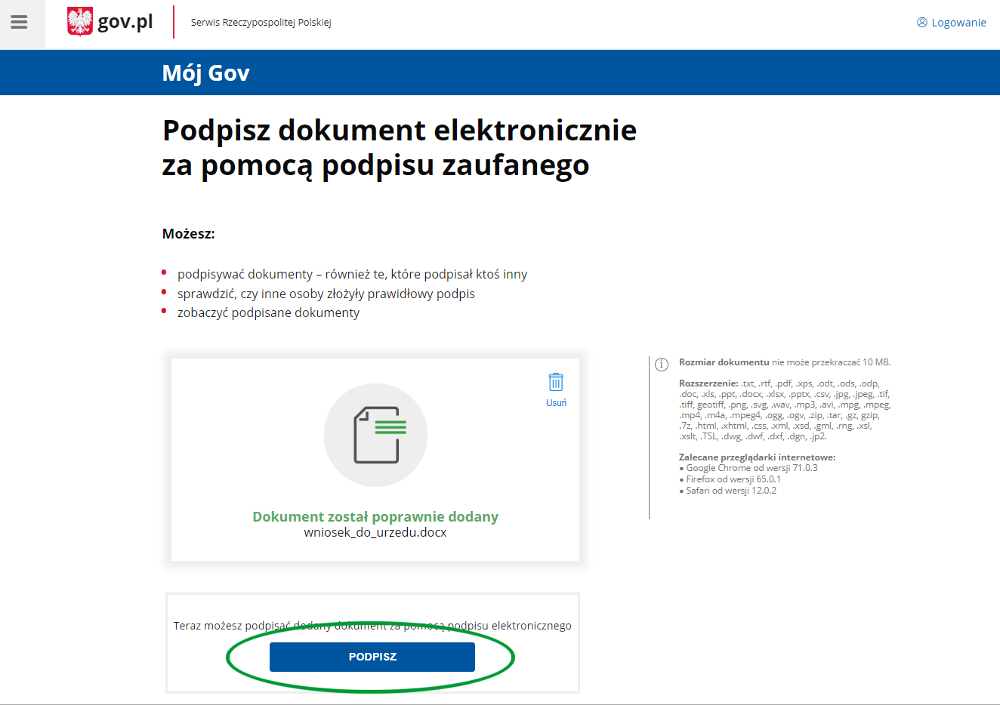 gov.pl
Serwis Rzeczypospolitej Polskiej
Logowanie
Mój Gov
Podpisz dokument elektronicznie
za pomocą podpisu zaufanego
Możesz:
• podpisywać dokumenty – również te, które podpisał ktoś inny
• sprawdzić, czy inne osoby złożyły prawidłowy podpis
• zobaczyć podpisane dokumenty
Usuń
Dokument został poprawnie dodany
wniosek_do_urzedu.docx
Rozmiar dokumentu nie może przekraczać 10 MB.
Rozszerzenie: .txt, .rtf, .pdf, .xps, .odt, .ods, .odp,
.doc, .xls, .ppt, .docx, .xlsx, .pptx, .csv, .jpg, .jpeg, .tif,
.tiff, geotiff, .png, .svg, .wav, .mp3, .avi, .mpg, .mpeg,
.mp4, .m4a, .mpeg4, .ogg, .ogv, .zip, .tar, .gz, gzip,
.7z, .html, .xhtml, .css, .xml, .xsd, .gml, .rng, .xsl,
.xslt, .TSL, .dwg, .dwf, .dxf, .dgn, .jp2.
Zalecane przeglądarki internetowe:
● Google Chrome od wersji 71.0.3
● Firefox od wersji 65.0.1
● Safari od wersji 12.0.2
Teraz możesz podpisać dodany dokument za pomocą podpisu elektronicznego
PODPISZ